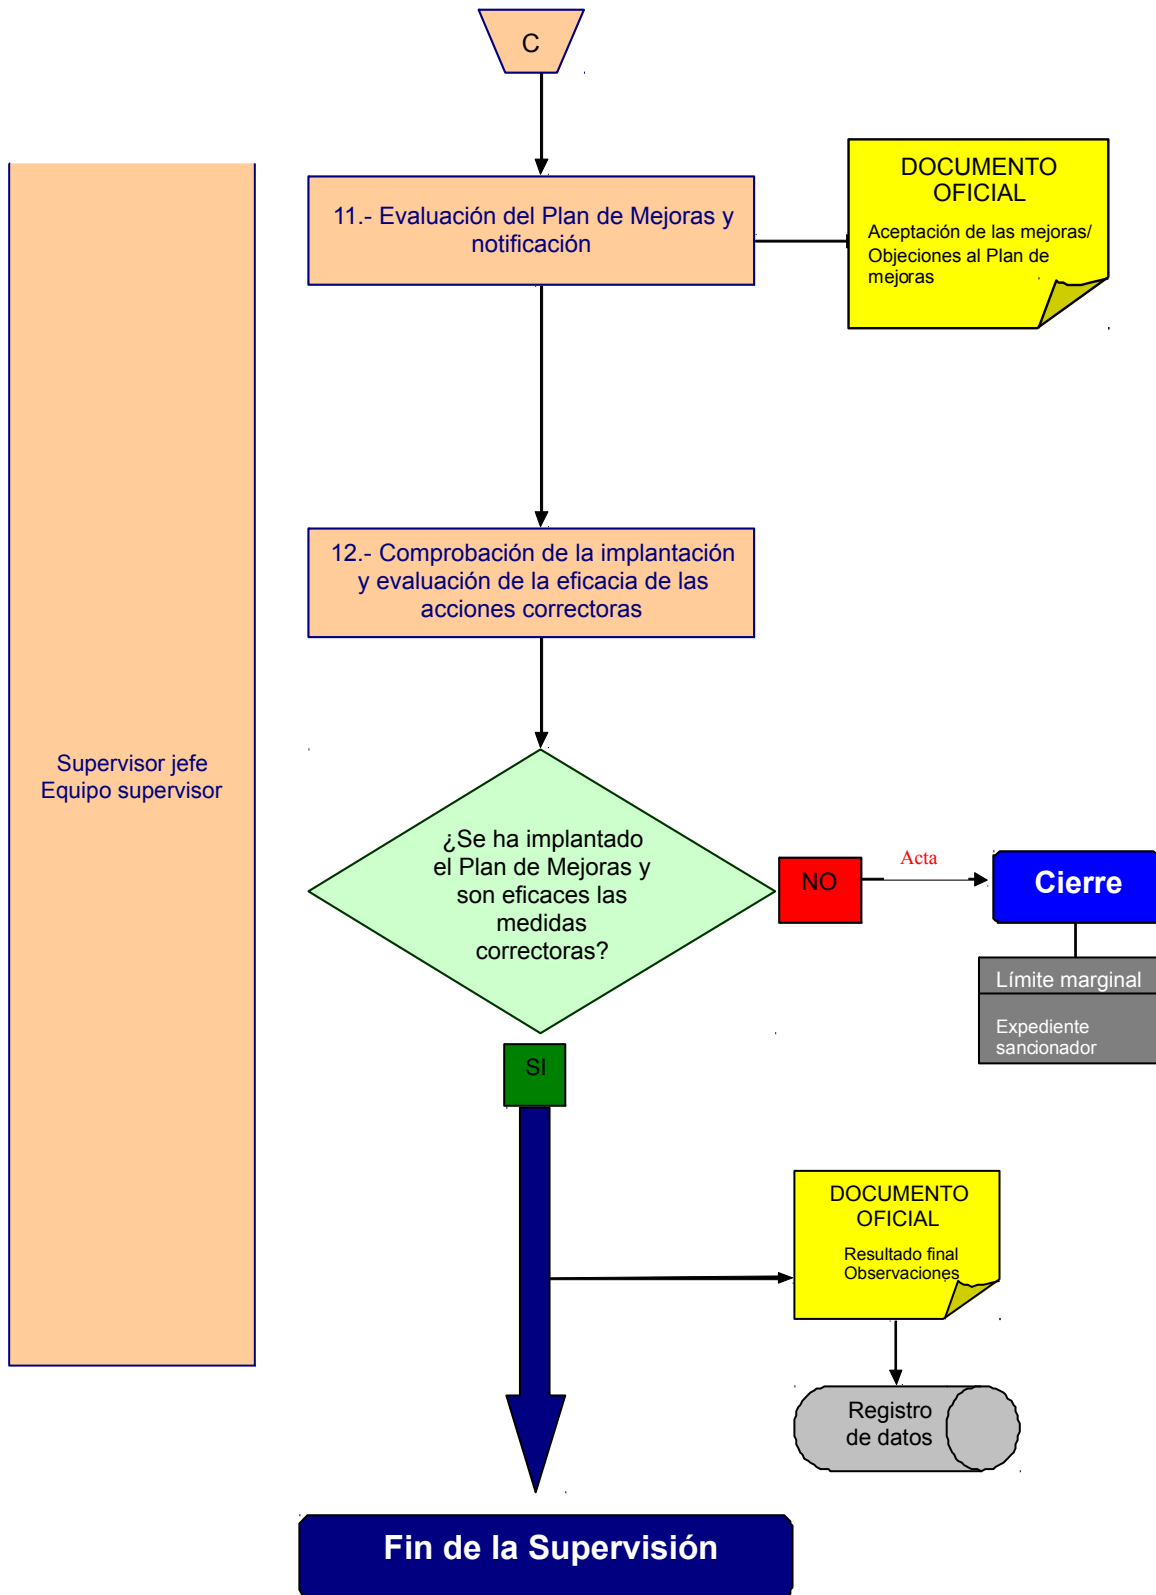 C
11.- Evaluación del Plan de Mejoras y
notificación
DOCUMENTO
OFICIAL
Aceptación de las mejoras/
Objeciones al Plan de
mejoras
12.- Comprobación de la implantación
y evaluación de la eficacia de las
acciones correctoras
Supervisor jefe
Equipo supervisor
¿Se ha implantado
el Plan de Mejoras y
son eficaces las
medidas
correctoras?
NO
Acta
Cierre
Límite marginal
Expediente
sancionador
SI
DOCUMENTO
OFICIAL
Resultado final
Observaciones
Registro
de datos
Fin de la Supervisión